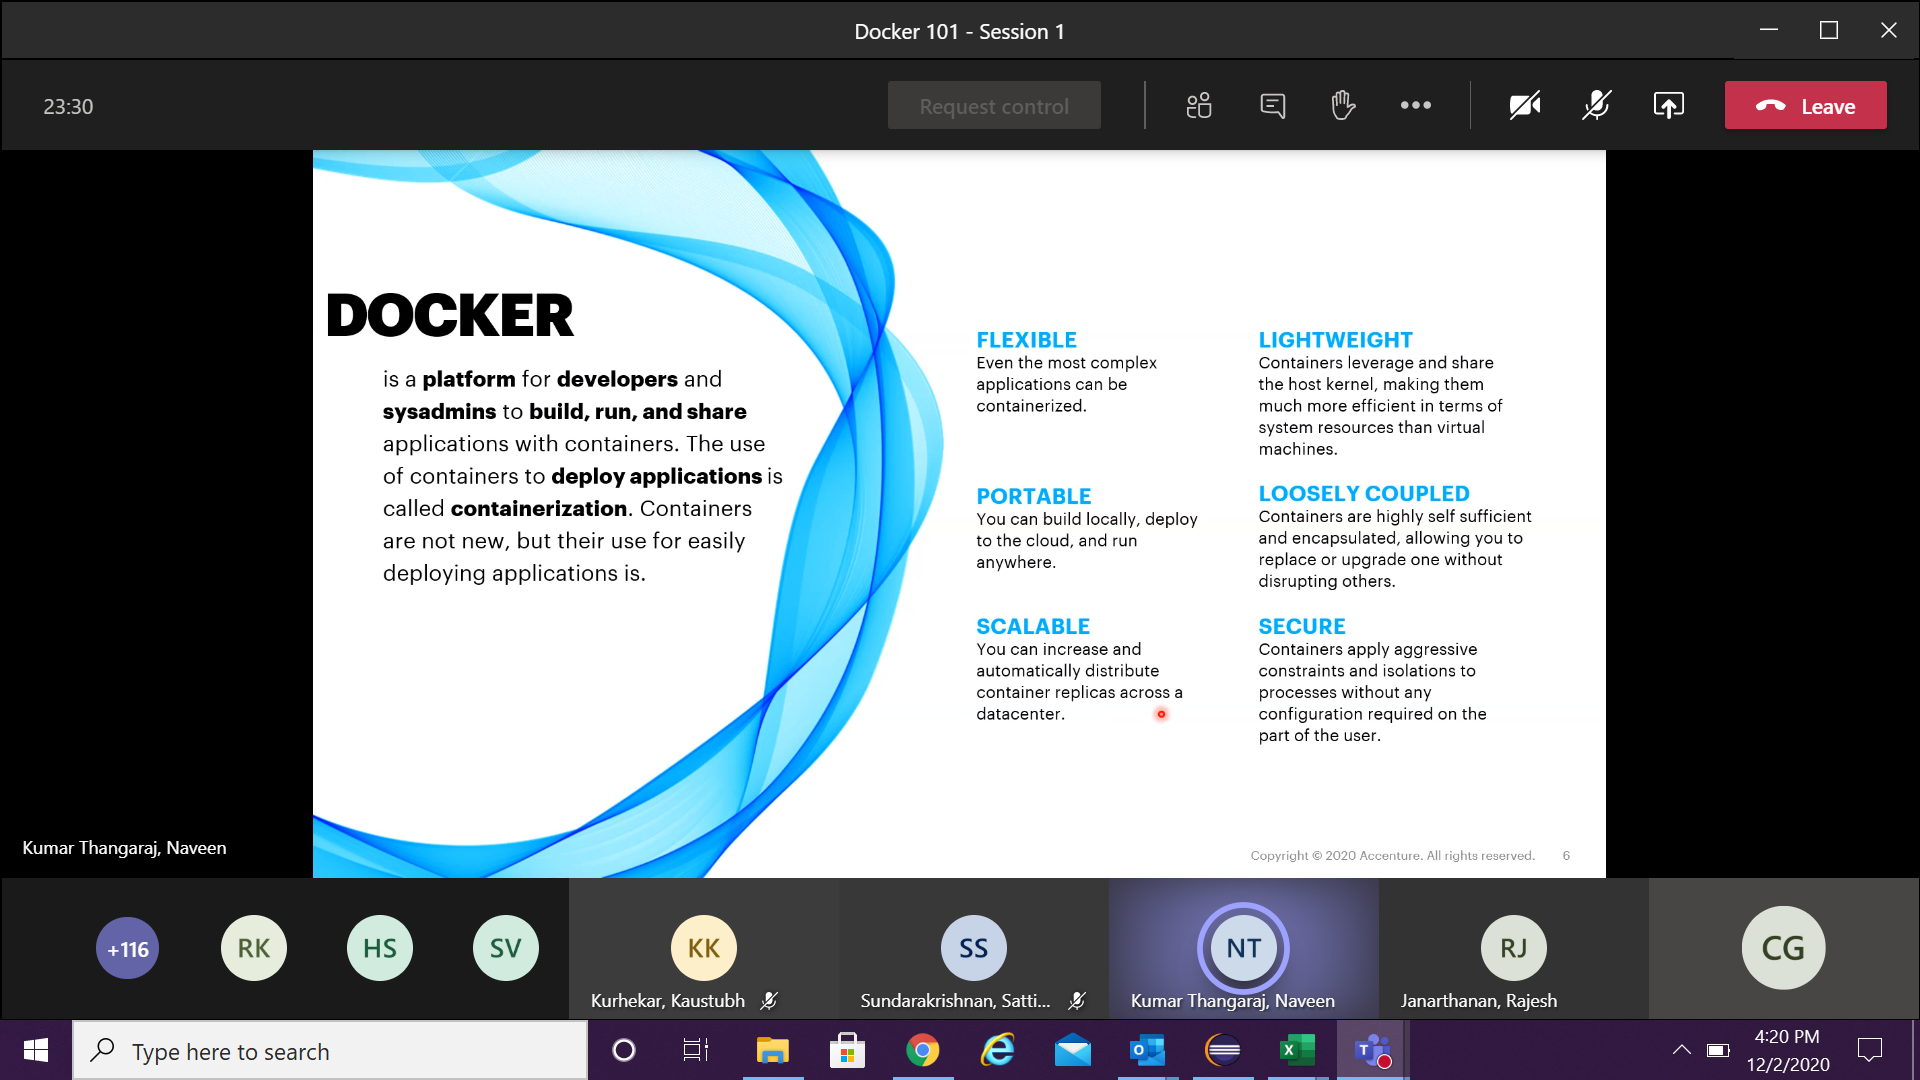 Docker 101 - Session 1
23:30
Request control
Leave
DOCKER
is a platform for developers and
sysadmins to build, run, and share
applications with containers. The use
of containers to deploy applications is
called containerization. Containers
are not new, but their use for easily
deploying applications is.
FLEXIBLE
Even the most complex
applications can be
containerized.
LIGHTWEIGHT
Containers leverage and share
the host kernel, making them
much more efficient in terms of
system resources than virtual
machines.
PORTABLE
You can build locally, deploy
to the cloud, and run
anywhere.
LOOSELY COUPLED
Containers are highly self sufficient
and encapsulated, allowing you to
replace or upgrade one without
disrupting others.
SCALABLE
You can increase and
automatically distribute
container replicas across a
datacenter.
SECURE
Containers apply aggressive
constraints and isolations to
processes without any
configuration required on the
part of the user.
Copyright © 2020 Accenture. All rights reserved. 6
Kumar Thangaraj, Naveen
+116
RK
HS
SV
KK
Kurhekar, Kaustubh
SS
Sundarakrishnan, Satti...
NT
Kumar Thangaraj, Naveen
RJ
Janarthanan, Rajesh
CG
Type here to search
4:20 PM
12/2/2020